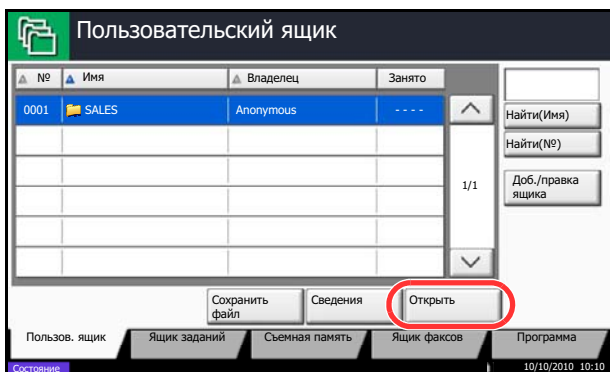 Пользовательский ящик
№ Имя Владелец Занято
0001 SALES Anonymous - - - -
Найти(Имя)
Найти(№)
1/1
Доб./правка
ящика
Сохранить
файл
Сведения
Открыть
Пользов. ящик Ящик заданий Съемная память Ящик факсов Программа
Состояние 10/10/2010 10:10